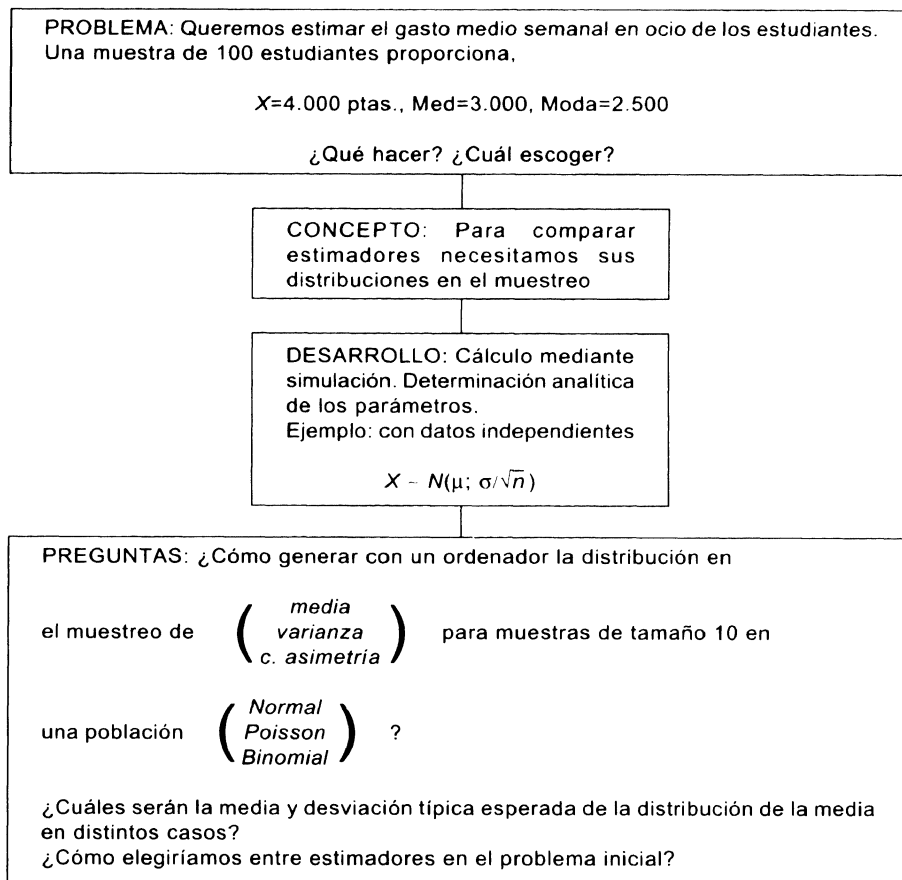 PROBLEMA: Queremos estimar el gasto medio semanal en ocio de los estudiantes.
Una muestra de 100 estudiantes proporciona,
X=4.000 ptas., Med=3.000, Moda=2.500
¿Qué hacer? ¿Cuál escoger?
CONCEPTO: Para comparar
estimadores necesitamos sus
distribuciones en el muestreo
DESARROLLO: Cálculo mediante
simulación. Determinación analítica
de los parámetros.
Ejemplo: con datos independientes
X – N(μ; σ/√n)
PREGUNTAS: ¿Cómo generar con un ordenador la distribución en
media
el muestreo de ( varianza ) para muestras de tamaño 10 en
c. asimetría
Normal
una población ( Poisson ) ?
Binomial
¿Cuáles serán la media y desviación típica esperada de la distribución de la media
en distintos casos?
¿Cómo elegiríamos entre estimadores en el problema inicial?